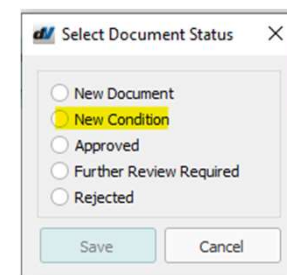 Select Document Status
New Document
New Condition
Approved
Further Review Required
Rejected
Save Cancel